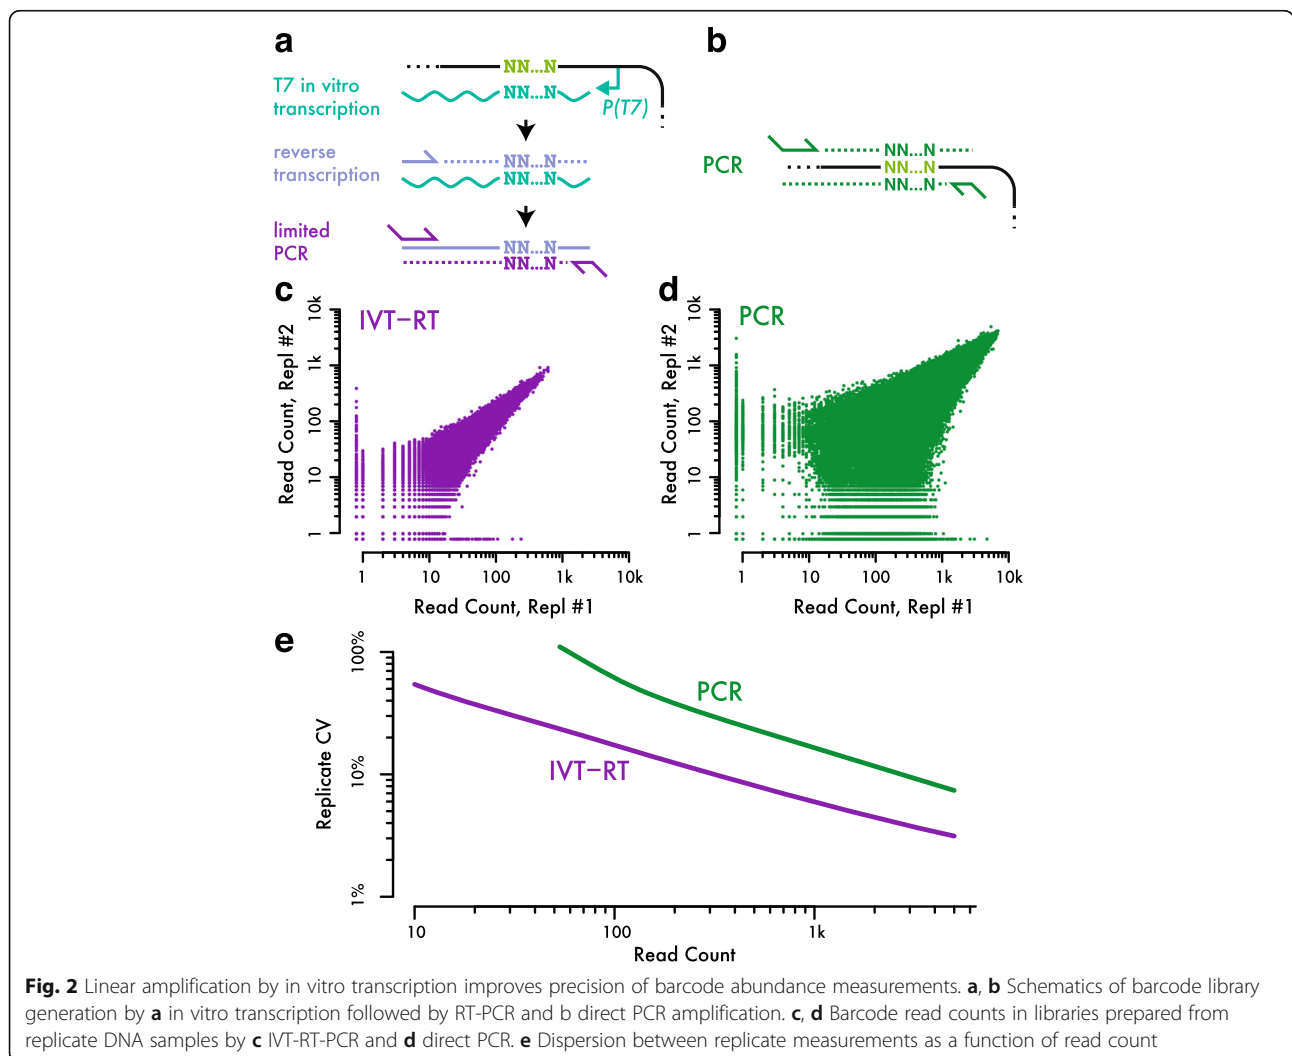 a
NN...N
T7 in vitro
transcription
NN...N
P(T7)
reverse
transcription
NN...N
NN...N
limited
PCR
NN...N
NN...N
b
PCR
NN...N
NN...N
NN...N
c
IVT–RT
Read Count, Repl #2
10k
1k
100
10
1
1 10 100 1k 10k
Read Count, Repl #1
d
PCR
Read Count, Repl #2
10k
1k
100
10
1
1 10 100 1k 10k
Read Count, Repl #1
e
Replicate CV
100%
10%
1%
PCR
IVT–RT
10 100 1k
Read Count
Fig. 2 Linear amplification by in vitro transcription improves precision of barcode abundance measurements. a, b Schematics of barcode library
generation by a in vitro transcription followed by RT-PCR and b direct PCR amplification. c, d Barcode read counts in libraries prepared from
replicate DNA samples by c IVT-RT-PCR and d direct PCR. e Dispersion between replicate measurements as a function of read count